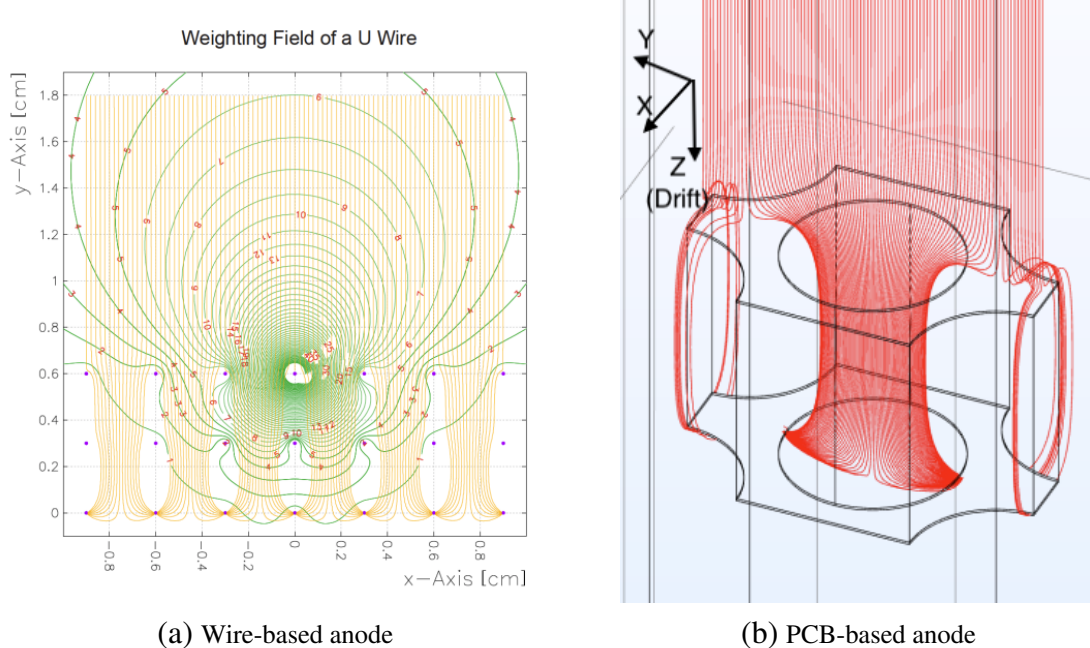 Weighting Field of a U Wire
y-Axis [cm]
1.8
1.6
1.4
1.2
1
0.8
0.6
0.4
0.2
0
-0.8
-0.6
-0.4
-0.2
0
0.2
0.4
0.6
0.8
x-Axis [cm]
Y
X
Z
(Drift)
(a) Wire-based anode
(b) PCB-based anode